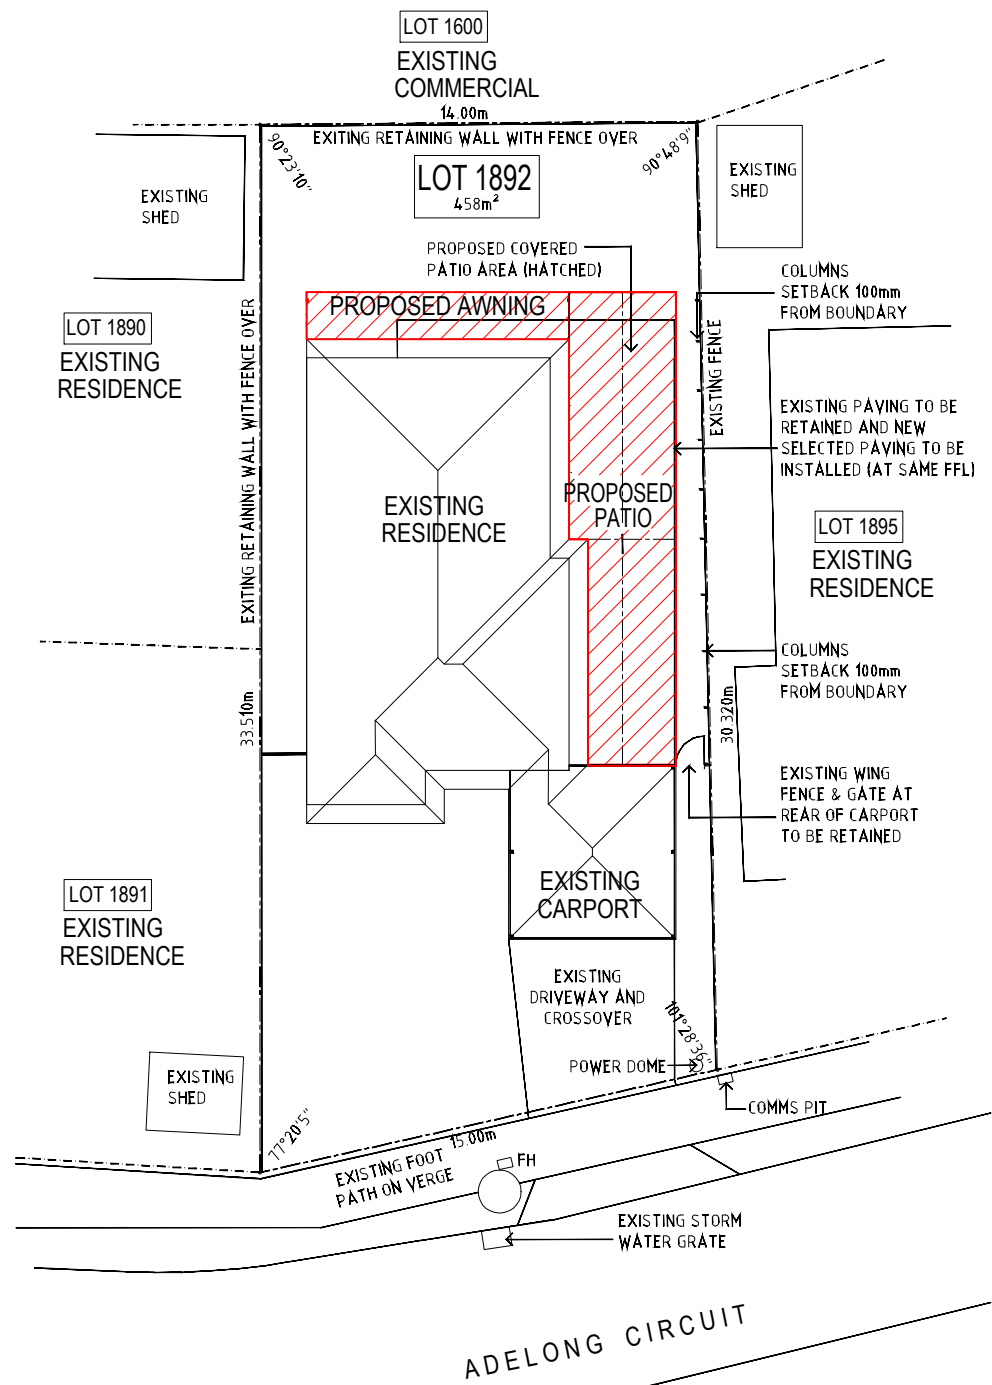 LOT 1600
EXISTING
COMMERCIAL
14.00m
EXITING RETAINING WALL WITH FENCE OVER
90°23'10"
90°48'9"
LOT 1892
458m²
EXISTING
SHED
EXISTING
SHED
PROPOSED COVERED
PATIO AREA (HATCHED)
COLUMNS
SETBACK 100mm
FROM BOUNDARY
PROPOSED AWNING
LOT 1890
EXISTING
RESIDENCE
EXITING RETAINING WALL WITH FENCE OVER
EXISTING FENCE
EXISTING PAVING TO BE
RETAINED AND NEW
SELECTED PAVING TO BE
INSTALLED (AT SAME FFL)
EXISTING
RESIDENCE
PROPOSED
PATIO
LOT 1895
EXISTING
RESIDENCE
COLUMNS
SETBACK 100mm
FROM BOUNDARY
33.510m
30.320m
EXISTING WING
FENCE & GATE AT
REAR OF CARPORT
TO BE RETAINED
LOT 1891
EXISTING
RESIDENCE
EXISTING
CARPORT
EXISTING
DRIVEWAY AND
CROSSOVER
101°28'36"
POWER DOME
EXISTING
SHED
COMMS PIT
77°20'5"
15.00m
EXISTING FOOT
PATH ON VERGE
FH
EXISTING STORM
WATER GRATE
ADELONG CIRCUIT